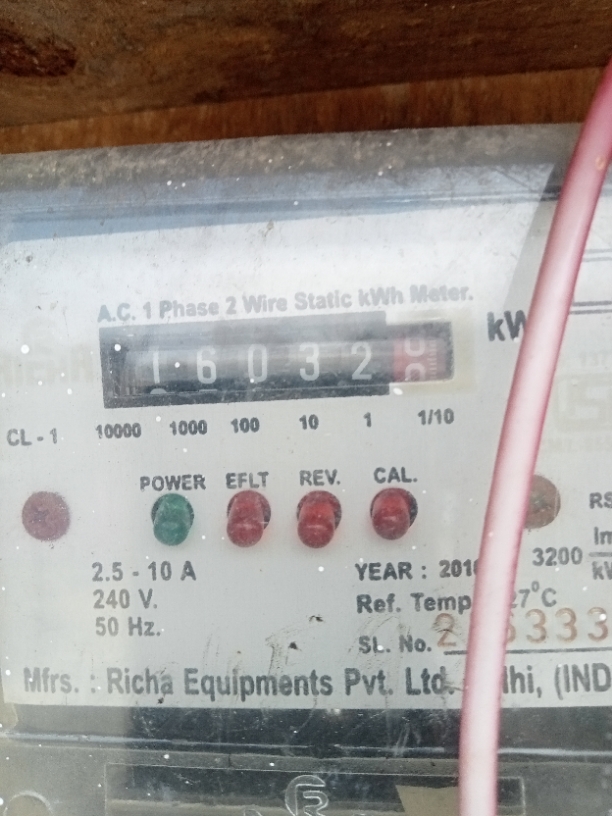 A.C. 1 Phase 2 Wire Static kWh Meter.
1 6 0 3 2
kW
CL - 1 10000 1000 100 10 1 1/10
POWER EFLT REV. CAL.
2.5 - 10 A
240 V.
50 Hz.
YEAR :
3200
Ref. Temp 27°C
SL. No.
Mfrs. : Richa Equipments Pvt. Ltd.